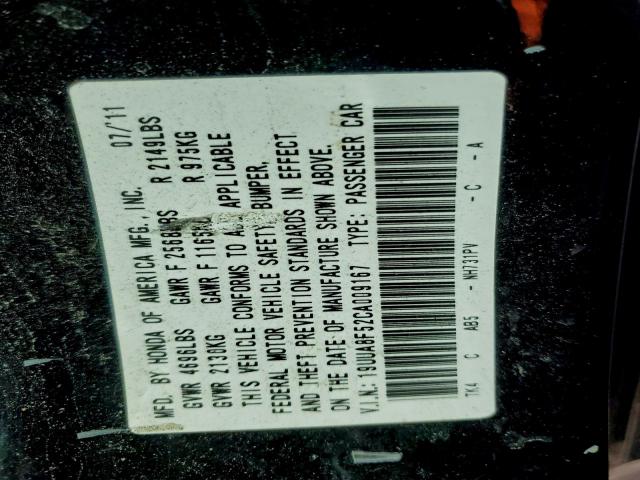 MFD. BY HONDA OF AMERICA MFG., INC. 07/11
GVWR 4696LBS GAWR F 2568LBS R 2149LBS
GVWR 2130KG GAWR F 1165KG R 975KG
THIS VEHICLE CONFORMS TO ALL APPLICABLE
FEDERAL MOTOR VEHICLE SAFETY, BUMPER,
AND THEFT PREVENTION STANDARDS IN EFFECT
ON THE DATE OF MANUFACTURE SHOWN ABOVE.
V.I.N.: 19UUA8F52CA009167 TYPE: PASSENGER CAR
TK4 C AB5 - NH731PV - C - A